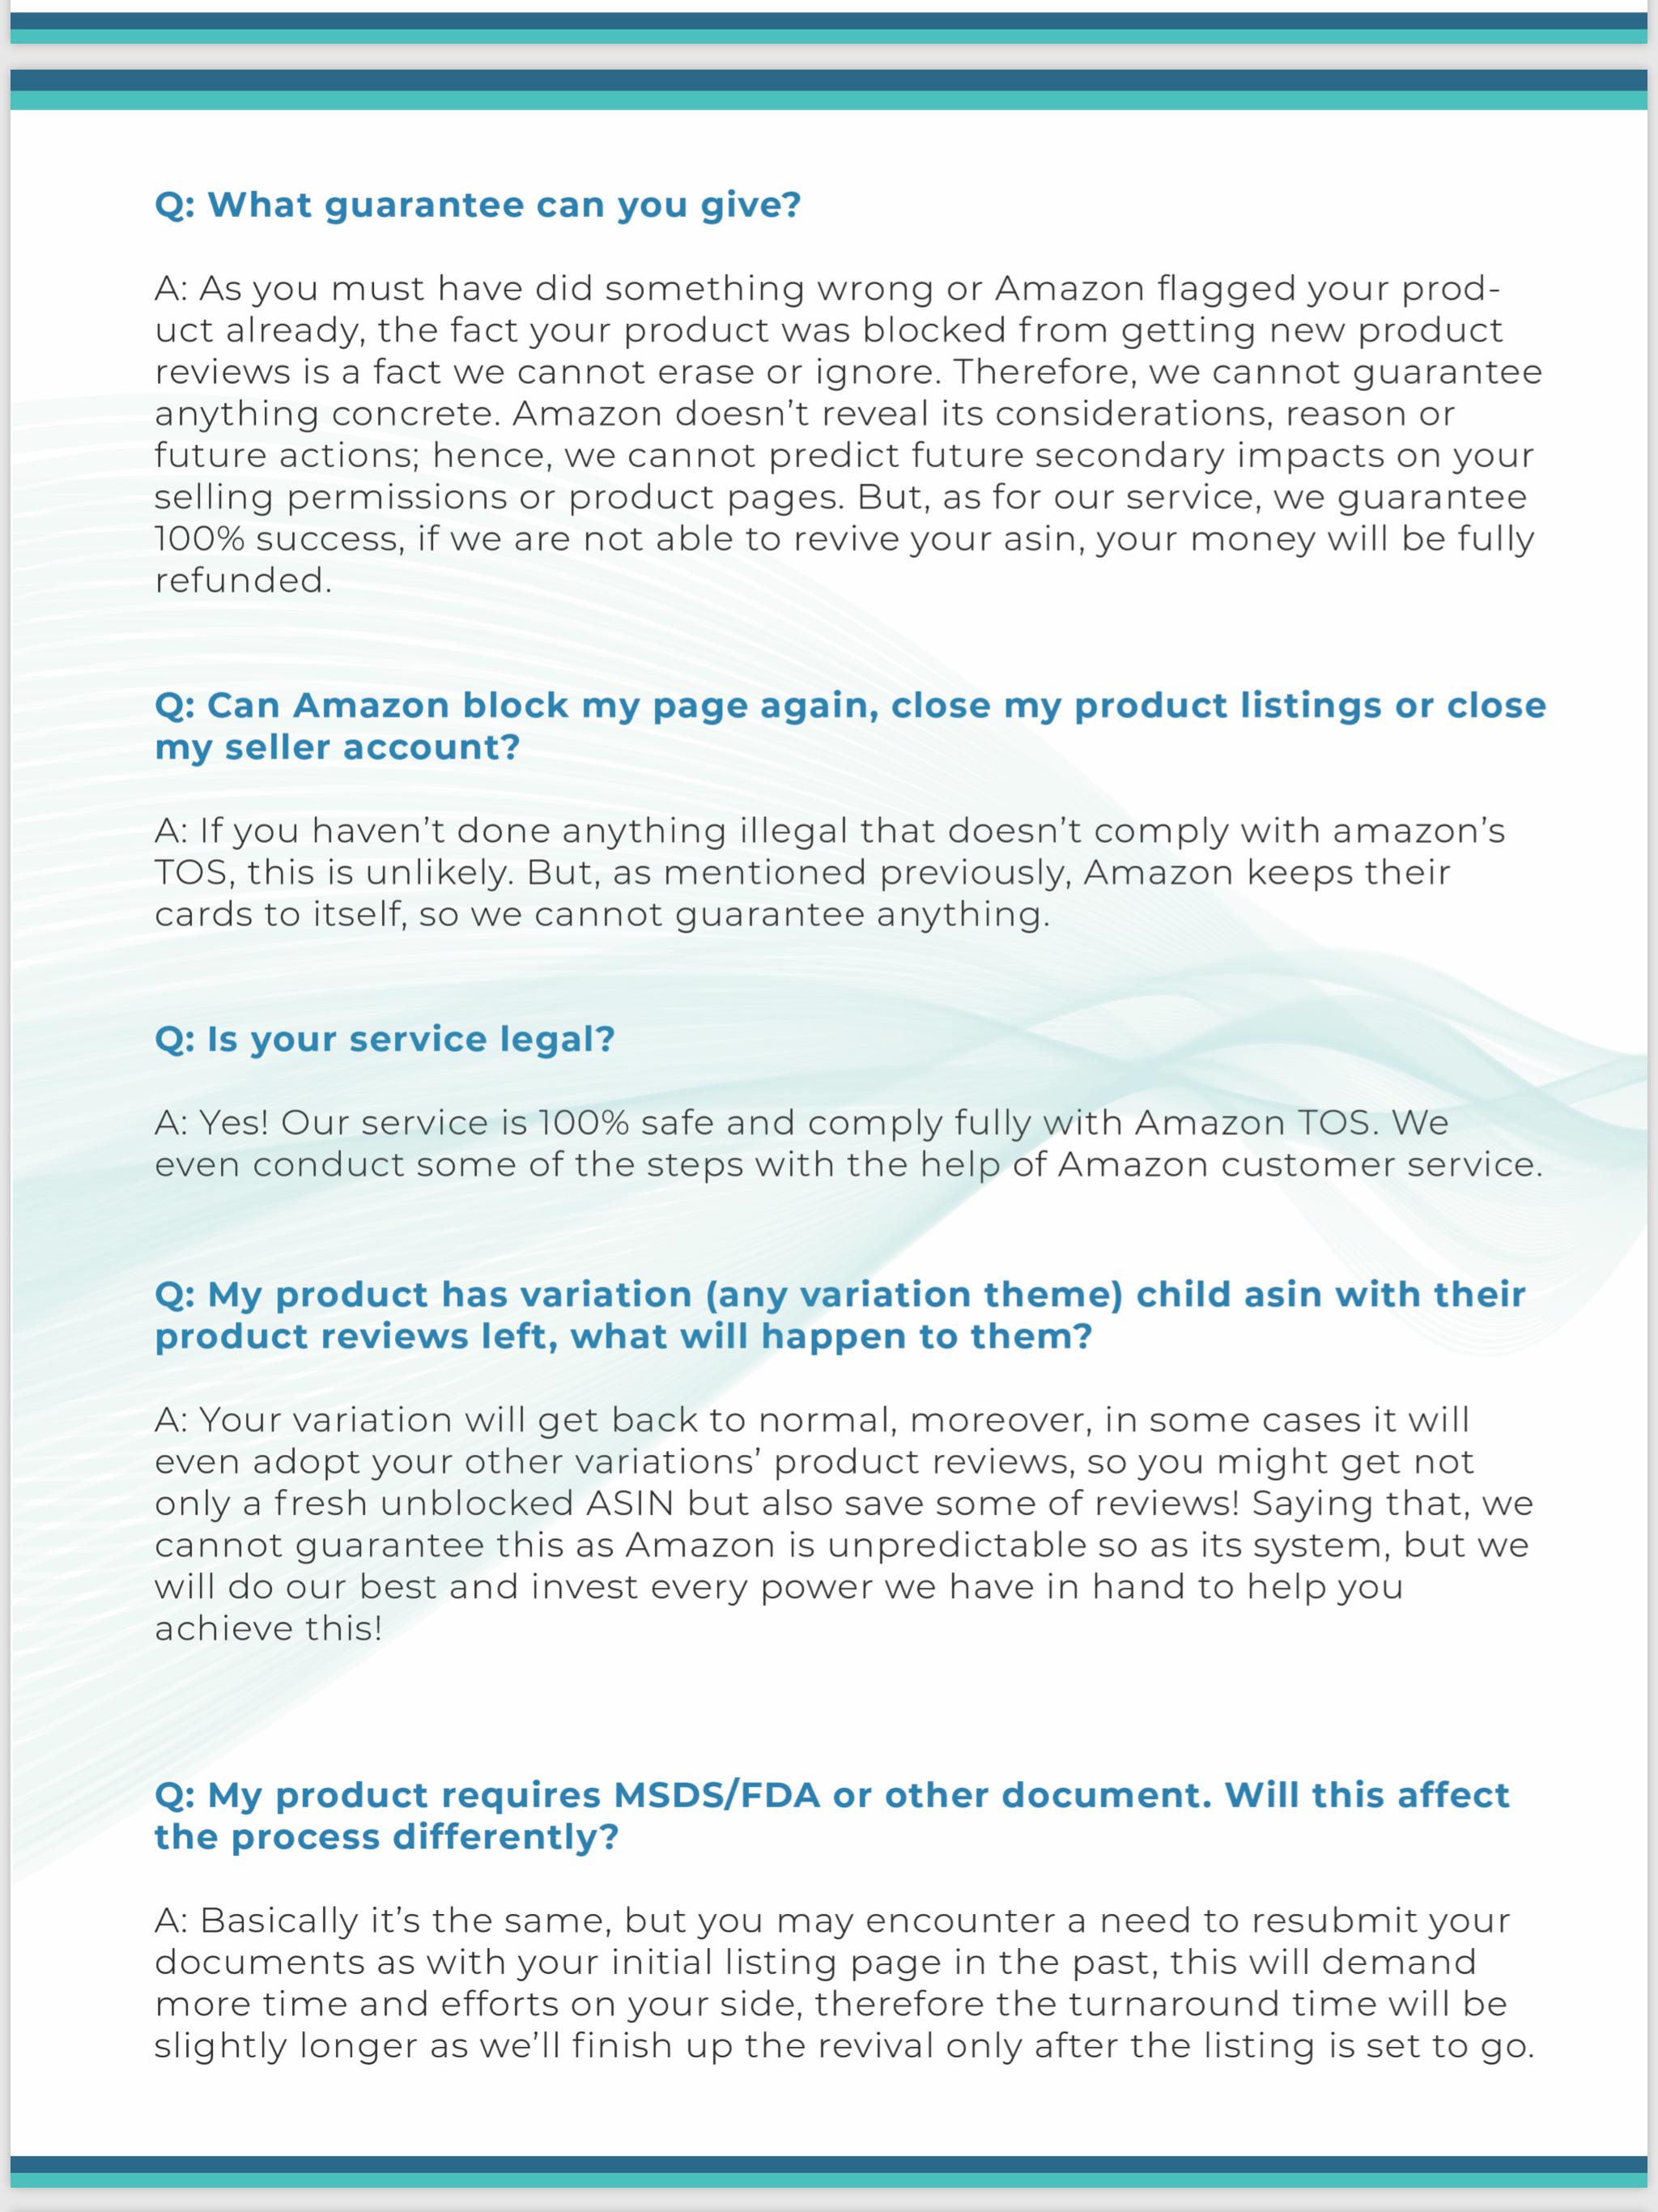 Q: What guarantee can you give?
A: As you must have did something wrong or Amazon flagged your prod-
uct already, the fact your product was blocked from getting new product
reviews is a fact we cannot erase or ignore. Therefore, we cannot guarantee
anything concrete. Amazon doesn’t reveal its considerations, reason or
future actions; hence, we cannot predict future secondary impacts on your
selling permissions or product pages. But, as for our service, we guarantee
100% success, if we are not able to revive your asin, your money will be fully
refunded.
Q: Can Amazon block my page again, close my product listings or close
my seller account?
A: If you haven’t done anything illegal that doesn’t comply with amazon’s
TOS, this is unlikely. But, as mentioned previously, Amazon keeps their
cards to itself, so we cannot guarantee anything.
Q: Is your service legal?
A: Yes! Our service is 100% safe and comply fully with Amazon TOS. We
even conduct some of the steps with the help of Amazon customer service.
Q: My product has variation (any variation theme) child asin with their
product reviews left, what will happen to them?
A: Your variation will get back to normal, moreover, in some cases it will
even adopt your other variations’ product reviews, so you might get not
only a fresh unblocked ASIN but also save some of reviews! Saying that, we
cannot guarantee this as Amazon is unpredictable so as its system, but we
will do our best and invest every power we have in hand to help you
achieve this!
Q: My product requires MSDS/FDA or other document. Will this affect
the process differently?
A: Basically it’s the same, but you may encounter a need to resubmit your
documents as with your initial listing page in the past, this will demand
more time and efforts on your side, therefore the turnaround time will be
slightly longer as we’ll finish up the revival only after the listing is set to go.